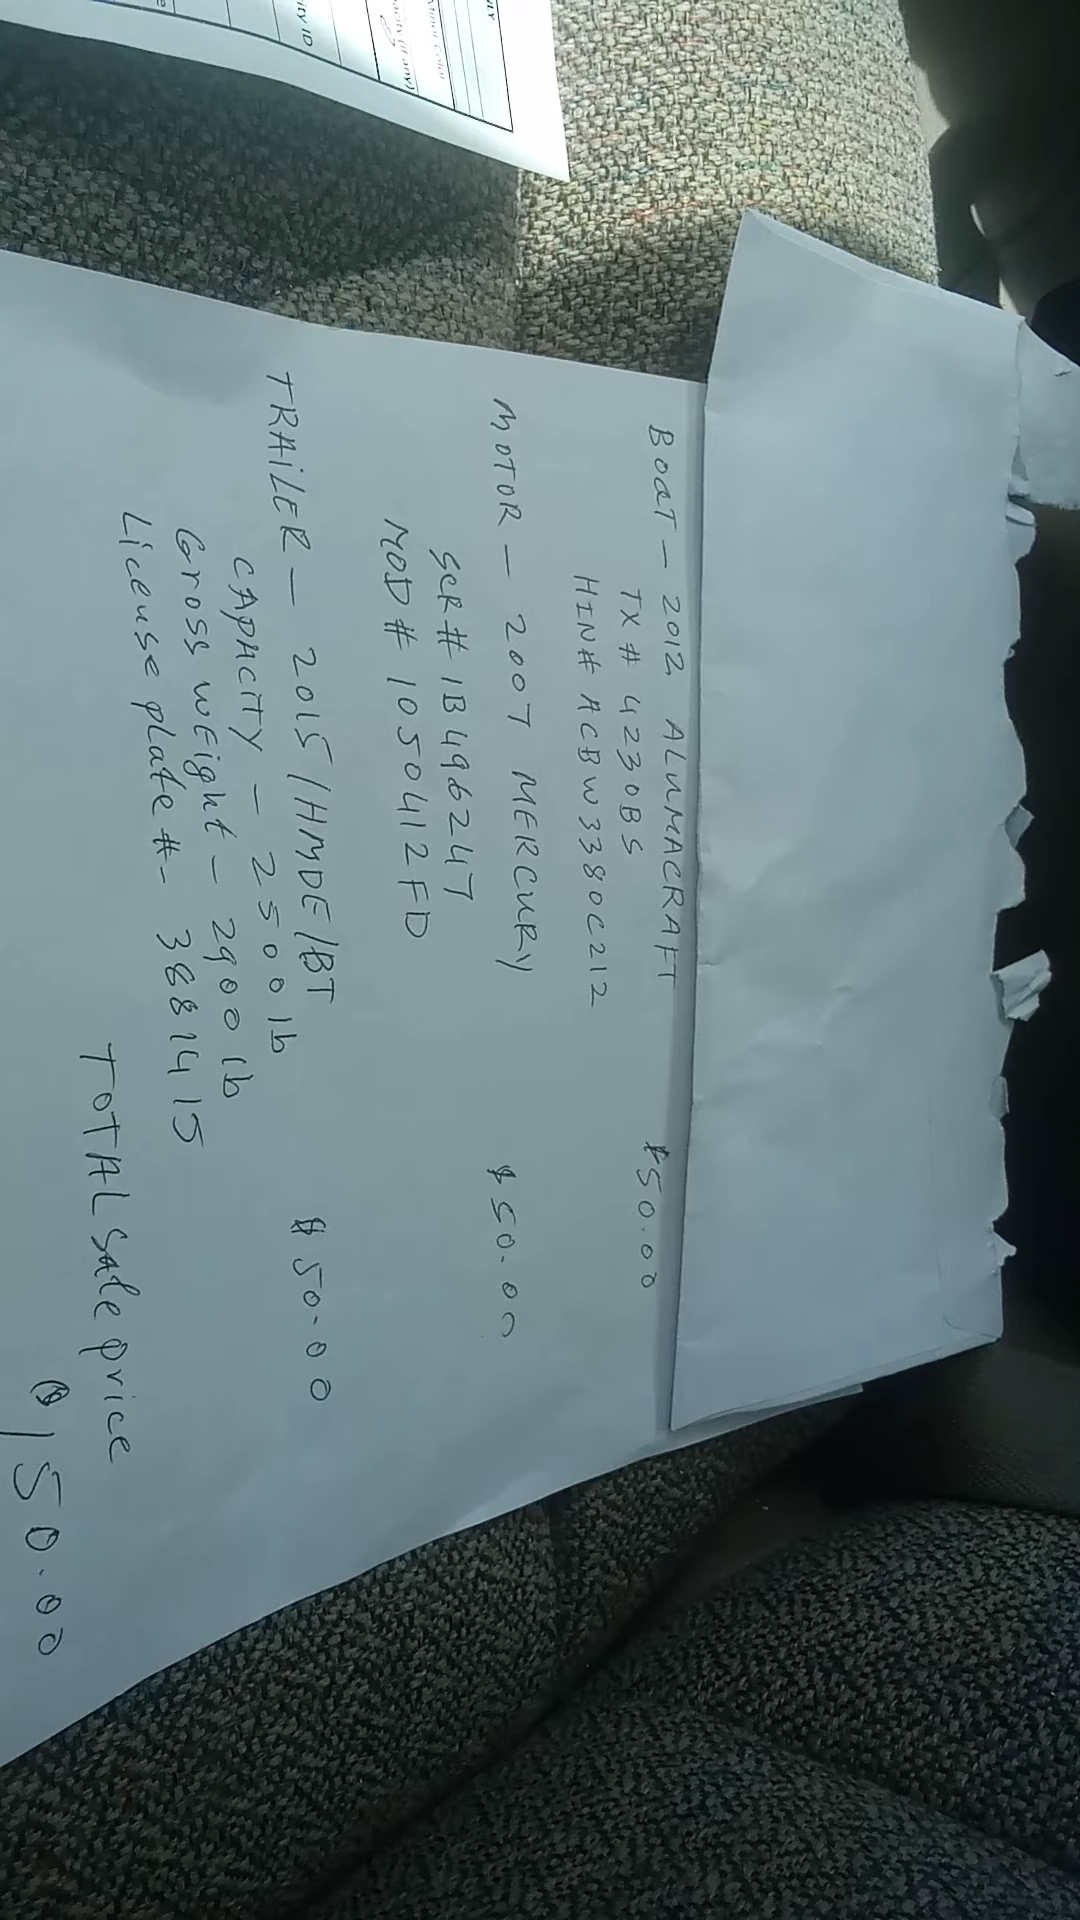 BOAT - 2012 ALUMACRAFT
$50.00
TX # 4230BS
HIN# ACBW3380C212
MOTOR - 2007 MERCURY
$50.00
SER# 1B496247
MOD# 1050412FD
TRAILER - 2015/HMDE/BT
$50.00
CAPACITY - 2500 lb
Gross weight - 2900 lb
License plate #- 3881415
TOTAL sale price
150.00
ity ID